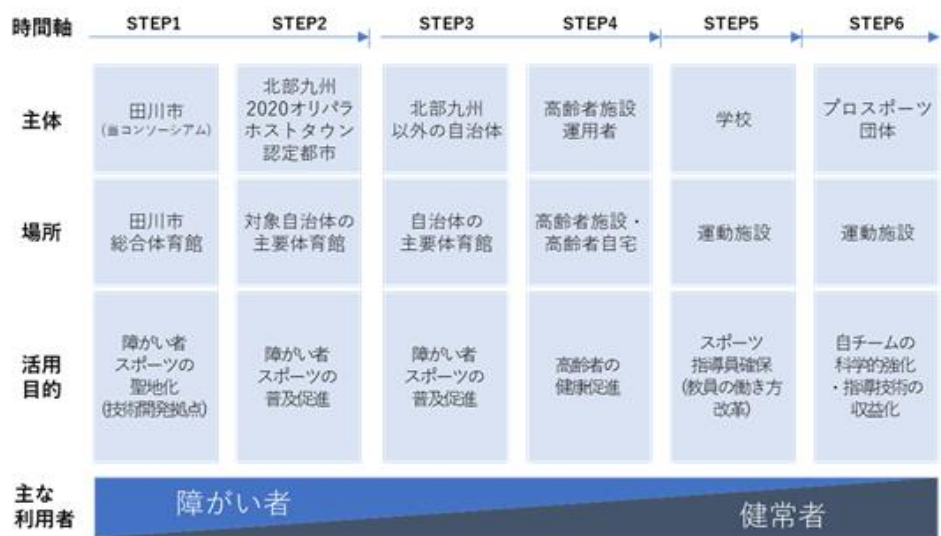 時間軸
STEP1
STEP2
STEP3
STEP4
STEP5
STEP6
主体
田川市
(当コンソーシアム)
北部九州
2020オリパラ
ホストタウン
認定都市
北部九州
以外の自治体
高齢者施設
運用者
学校
プロスポーツ
団体
場所
田川市
総合体育館
対象自治体の
主要体育館
自治体の
主要体育館
高齢者施設・
高齢者自宅
運動施設
運動施設
活用
目的
障がい者
スポーツの
聖地化
(技術開発拠点)
障がい者
スポーツの
普及促進
障がい者
スポーツの
普及促進
高齢者の
健康促進
スポーツ
指導員確保
(教員の働き方
改革)
自チームの
科学的強化
・指導技術の
収益化
主な
利用者
障がい者
健常者